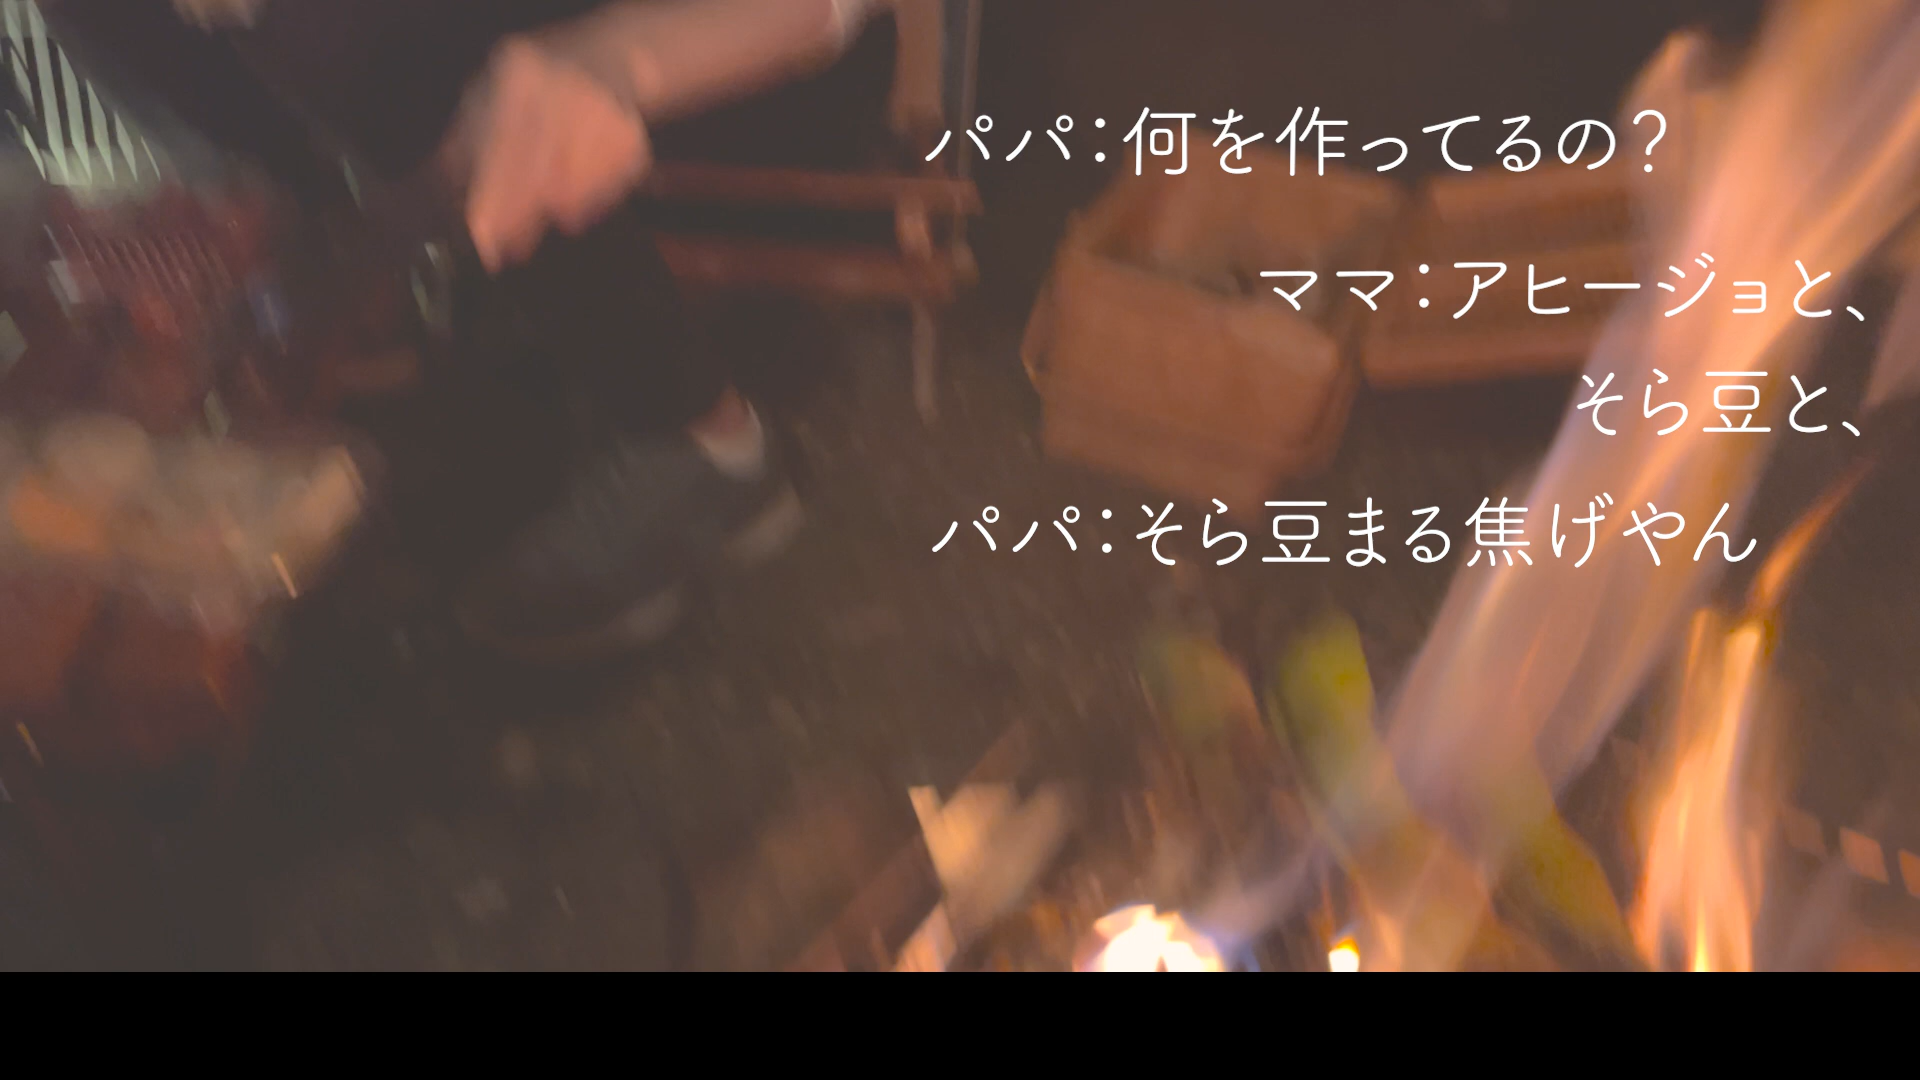 パパ：何を作ってるの？
ママ：アヒージョと、
そら豆と、
パパ：そら豆まる焦げやん